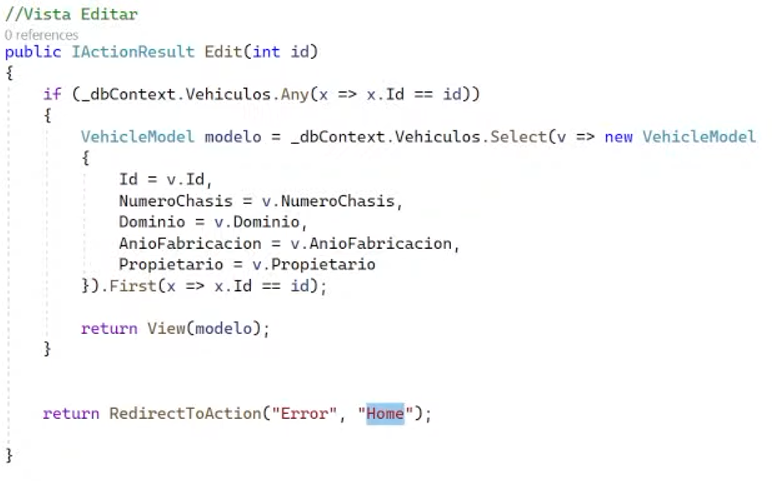 //Vista Editar
0 references
public IActionResult Edit(int id)
{
if (_dbContext.Vehiculos.Any(x => x.Id == id))
{
VehicleModel modelo = _dbContext.Vehiculos.Select(v => new VehicleModel
{
Id = v.Id,
NumeroChasis = v.NumeroChasis,
Dominio = v.Dominio,
AnioFabricacion = v.AnioFabricacion,
Propietario = v.Propietario
}).First(x => x.Id == id);
return View(modelo);
}
return RedirectToAction("Error", "Home");
}